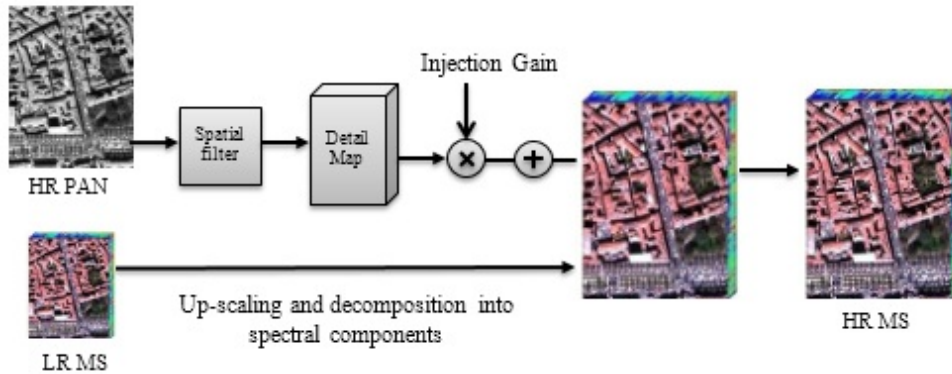 Injection Gain
Spatial
filter
Detail
Map
×
+
HR PAN
Up-scaling and decomposition into
spectral components
LR MS
HR MS